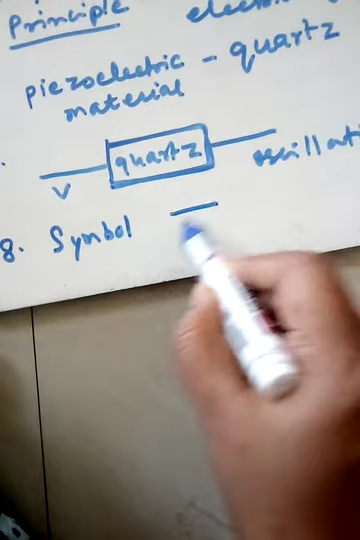 Principle
piezoelectric - quartz
material
quartz
V
8. Symbol